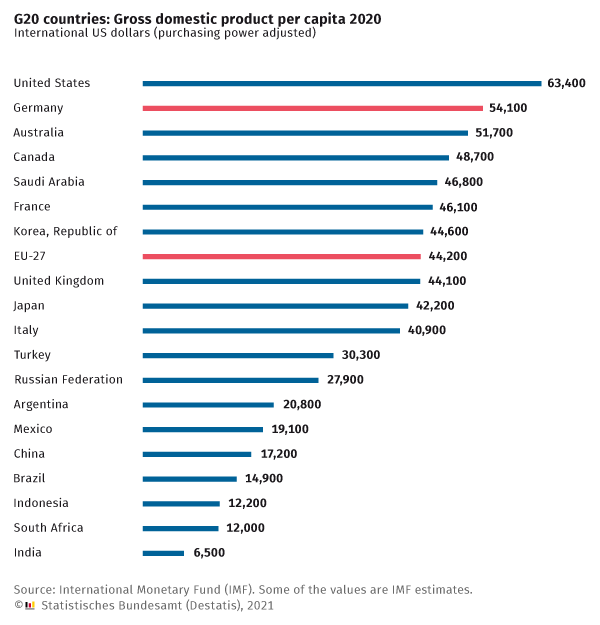 G20 countries: Gross domestic product per capita 2020
International US dollars (purchasing power adjusted)
United States 63,400
Germany 54,100
Australia 51,700
Canada 48,700
Saudi Arabia 46,800
France 46,100
Korea, Republic of 44,600
EU-27 44,200
United Kingdom 44,100
Japan 42,200
Italy 40,900
Turkey 30,300
Russian Federation 27,900
Argentina 20,800
Mexico 19,100
China 17,200
Brazil 14,900
Indonesia 12,200
South Africa 12,000
India 6,500
Source: International Monetary Fund (IMF). Some of the values are IMF estimates.
© Statistisches Bundesamt (Destatis), 2021